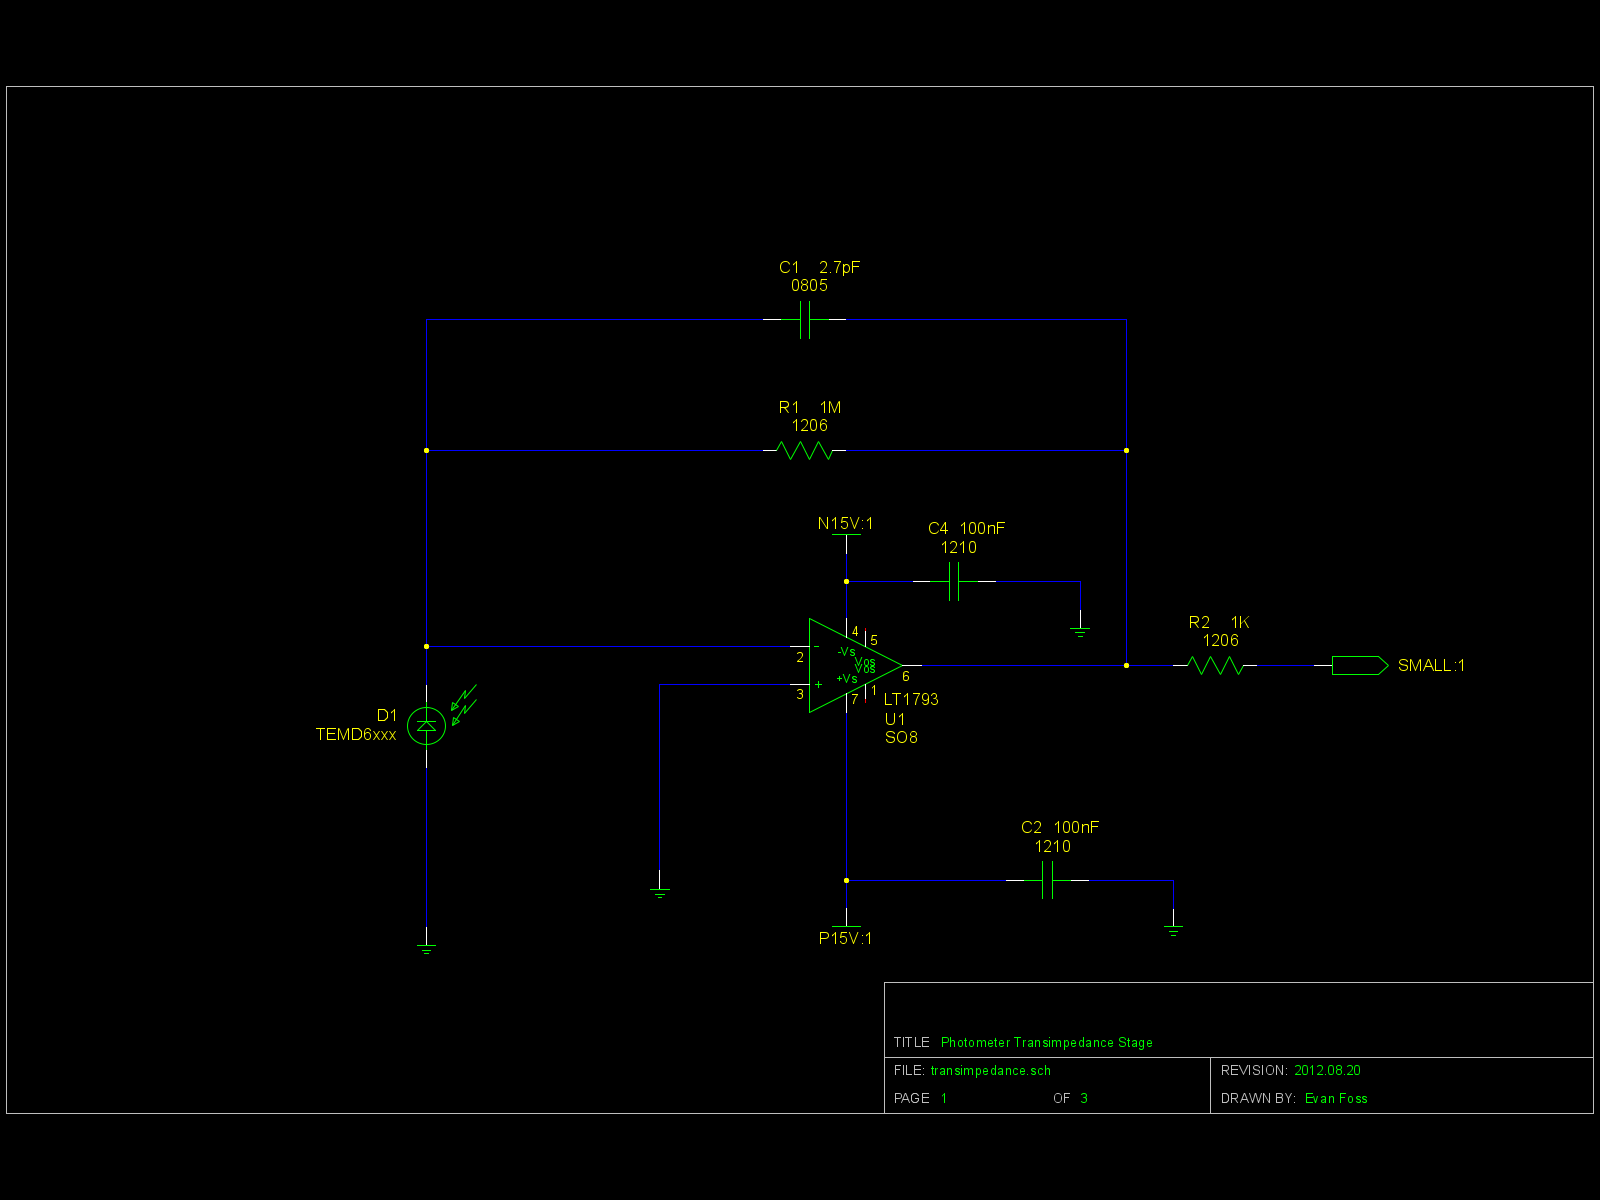 C1 2.7pF
0805
R1 1M
1206
N15V:1
C4 100nF
1210
R2 1K
1206
4
5
-
2
-Vs
Vos
Vos
+Vs
+
3
6
1
7
SMALL:1
LT1793
U1
SO8
D1
TEMD6xxx
C2 100nF
1210
P15V:1
TITLE Photometer Transimpedance Stage
FILE: transimpedance.sch
REVISION: 2012.08.20
PAGE 1 OF 3
DRAWN BY: Evan Foss